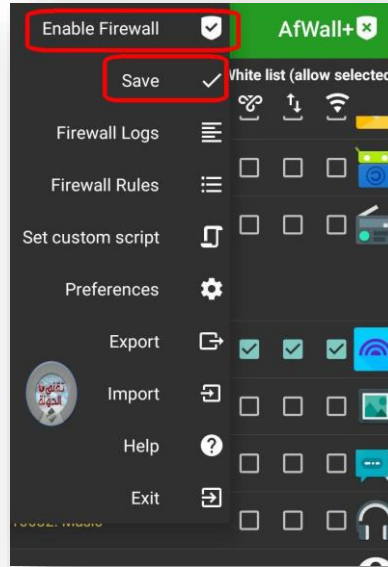 Enable Firewall
AfWall+
Save
White list (allow selected
Firewall Logs
Firewall Rules
Set custom script
Preferences
Export
Import
Help
Exit